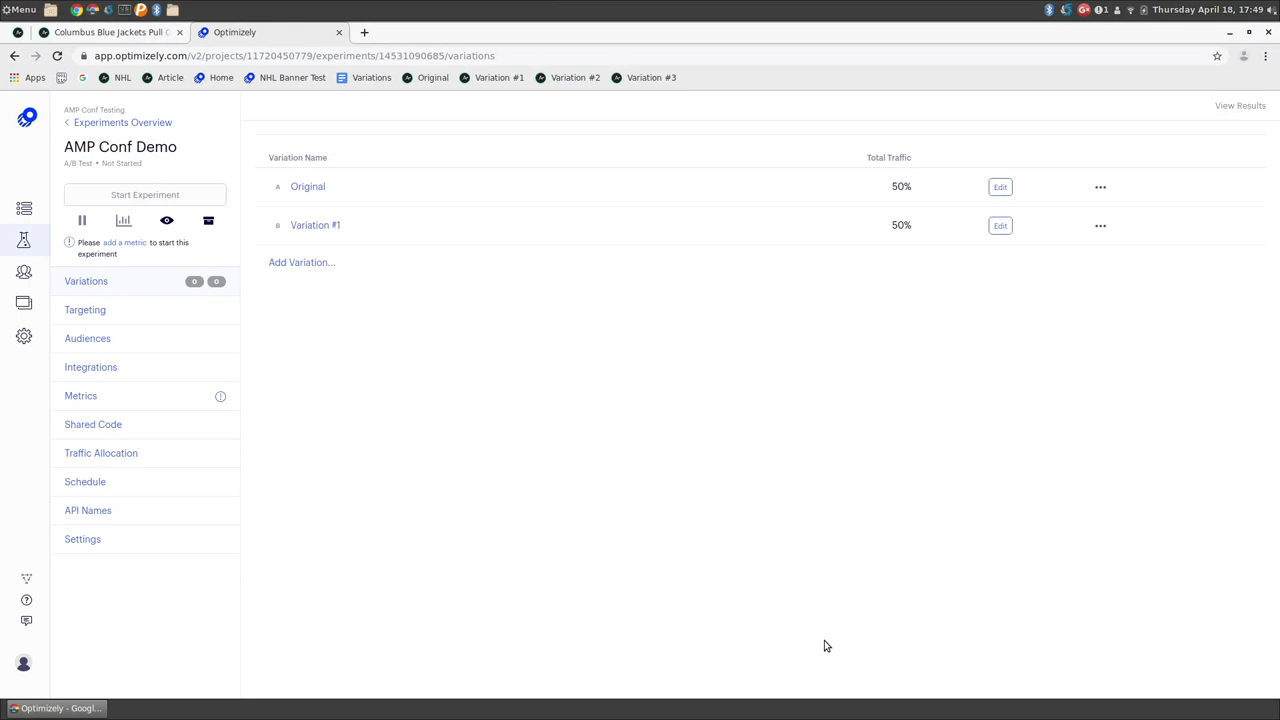 Menu
1
Thursday April 18, 17:49
Columbus Blue Jackets Pull C
Optimizely
app.optimizely.com/v2/projects/11720450779/experiments/14531090685/variations
Apps
NHL
Article
Home
NHL Banner Test
Variations
Original
Variation #1
Variation #2
Variation #3
AMP Conf Testing
Experiments Overview
AMP Conf Demo
A/B Test • Not Started
Start Experiment
Please add a metric to start this
experiment
Variations 0 0
Targeting
Audiences
Integrations
Metrics
Shared Code
Traffic Allocation
Schedule
API Names
Settings
View Results
Variation Name Total Traffic
A Original 50% Edit
B Variation #1 50% Edit
Add Variation...
Optimizely - Googl...